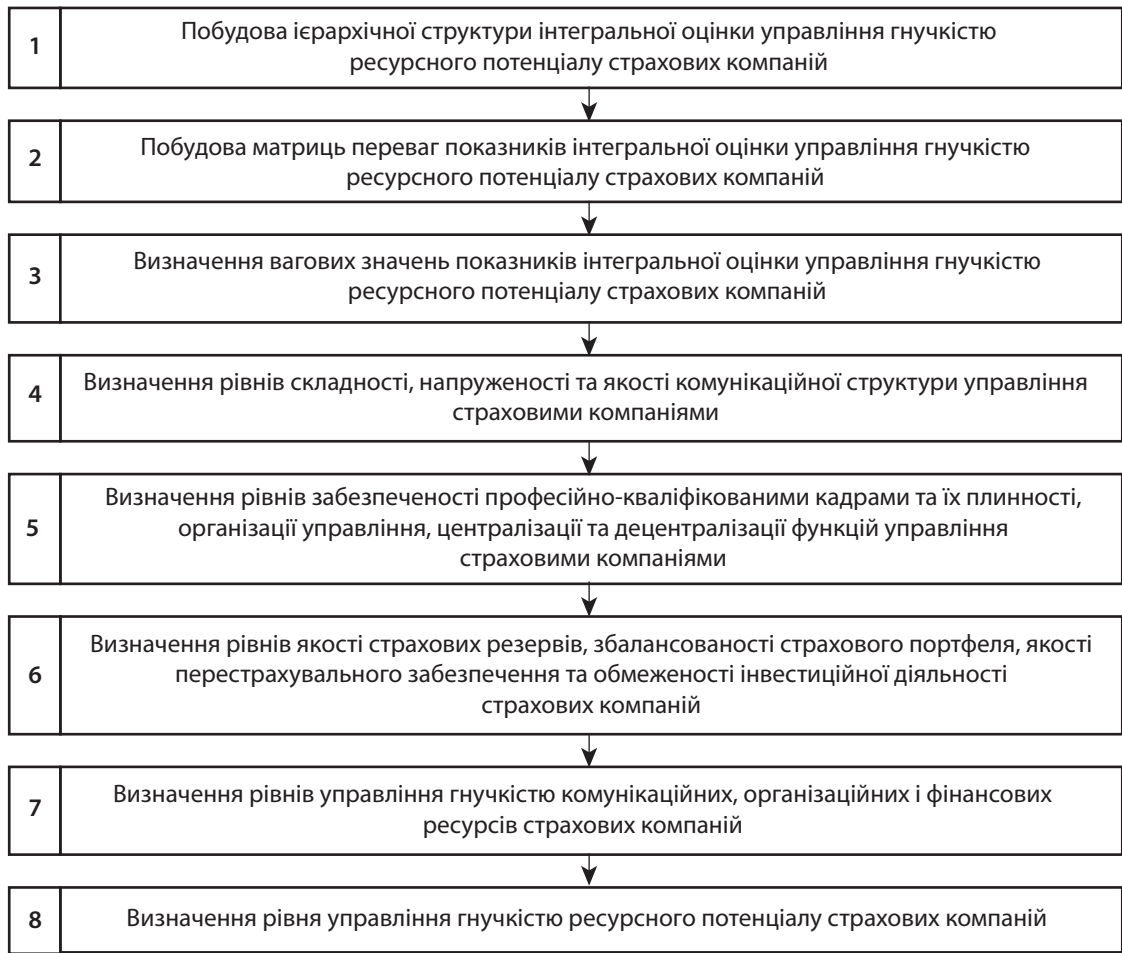 1
Побудова ієрархічної структури інтегральної оцінки управління гнучкістю
ресурсного потенціалу страхових компаній
2
Побудова матриць переваг показників інтегральної оцінки управління гнучкістю
ресурсного потенціалу страхових компаній
3
Визначення вагових значень показників інтегральної оцінки управління гнучкістю
ресурсного потенціалу страхових компаній
4
Визначення рівнів складності, напруженості та якості комунікаційної структури управління
страховими компаніями
5
Визначення рівнів забезпеченості професійно-кваліфікованими кадрами та їх плинності,
організації управління, централізації та децентралізації функцій управління
страховими компаніями
6
Визначення рівнів якості страхових резервів, збалансованості страхового портфеля, якості
перестрахувального забезпечення та обмеженості інвестиційної діяльності
страхових компаній
7
Визначення рівнів управління гнучкістю комунікаційних, організаційних і фінансових
ресурсів страхових компаній
8
Визначення рівня управління гнучкістю ресурсного потенціалу страхових компаній